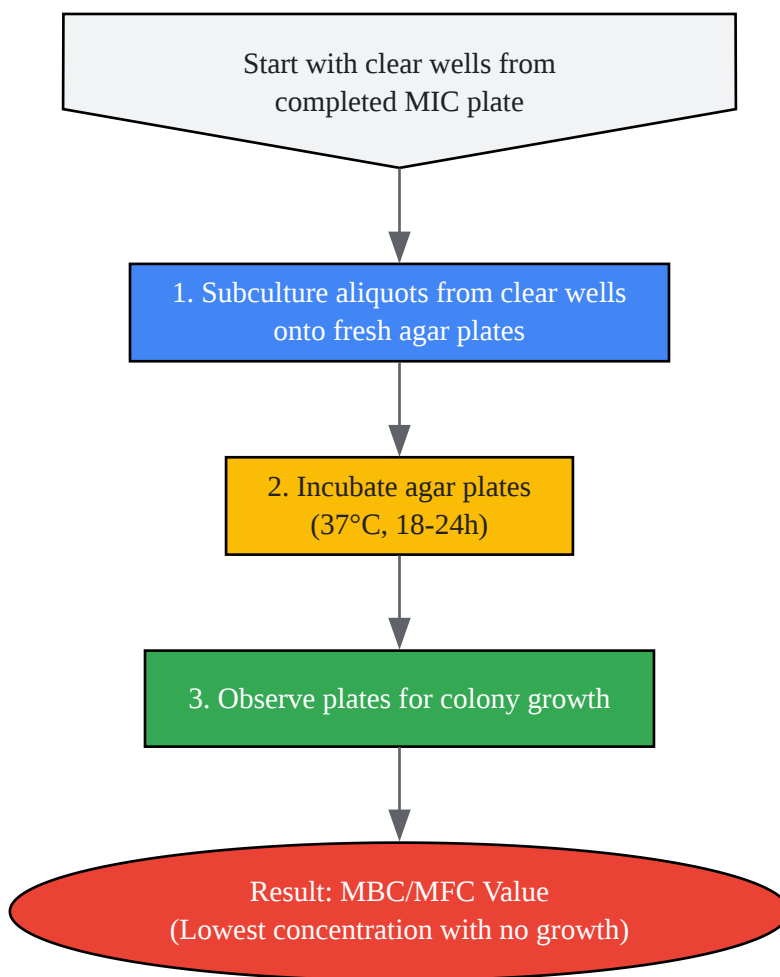 Start with clear wells from
completed MIC plate
1. Subculture aliquots from clear wells
onto fresh agar plates
2. Incubate agar plates
(37°C, 18-24h)
3. Observe plates for colony growth
Result: MBC/MFC Value
(Lowest concentration with no growth)